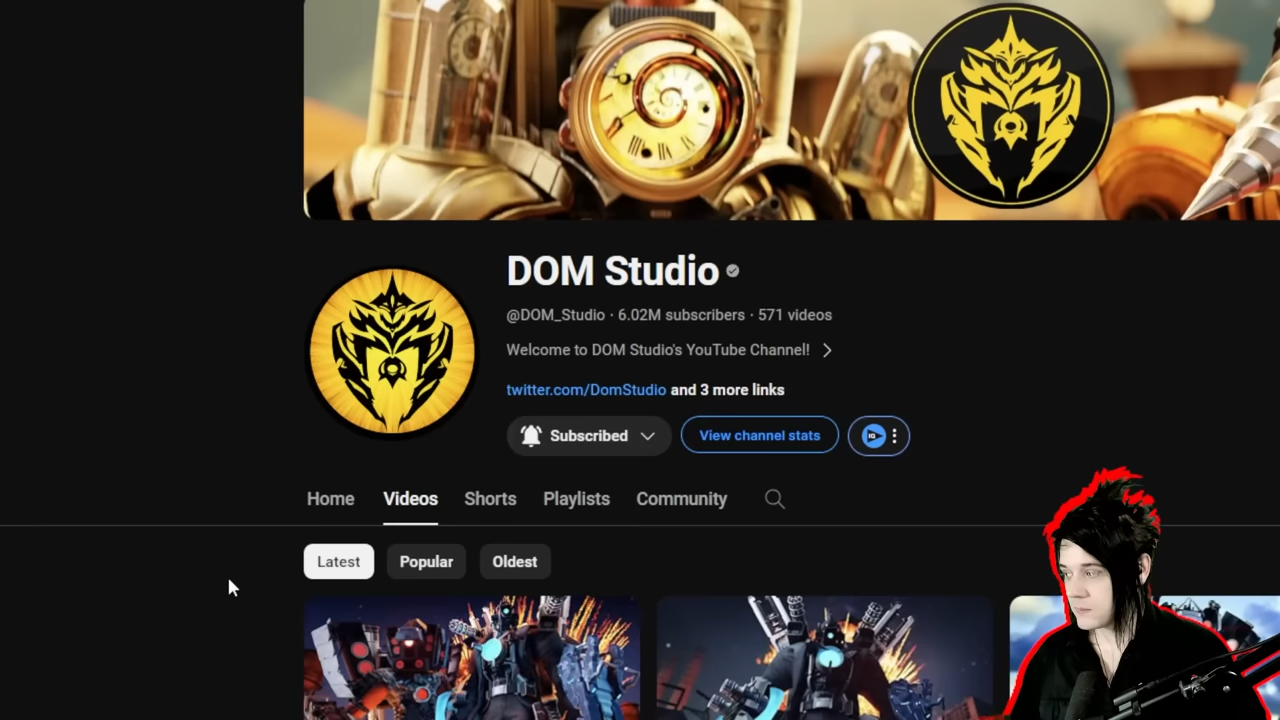 DOM Studio
@DOM_Studio · 6.02M subscribers · 571 videos
Welcome to DOM Studio's YouTube Channel!
twitter.com/DomStudio and 3 more links
Subscribed View channel stats IQ
Home Videos Shorts Playlists Community
Latest Popular Oldest